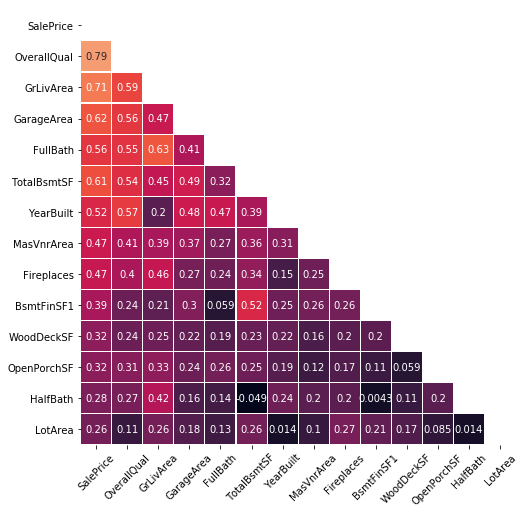 SalePrice
OverallQual 0.79
GrLivArea 0.71 0.59
GarageArea 0.62 0.56 0.47
FullBath 0.56 0.55 0.63 0.41
TotalBsmtSF 0.61 0.54 0.45 0.49 0.32
YearBuilt 0.52 0.57 0.2 0.48 0.47 0.39
MasVnrArea 0.47 0.41 0.39 0.37 0.27 0.36 0.31
Fireplaces 0.47 0.4 0.46 0.27 0.24 0.34 0.15 0.25
BsmtFinSF1 0.39 0.24 0.21 0.3 0.059 0.52 0.25 0.26 0.26
WoodDeckSF 0.32 0.24 0.25 0.22 0.19 0.23 0.22 0.16 0.2 0.2
OpenPorchSF 0.32 0.31 0.33 0.24 0.26 0.25 0.19 0.12 0.17 0.11 0.059
HalfBath 0.28 0.27 0.42 0.16 0.14 -0.049 0.24 0.2 0.2 0.0043 0.11 0.2
LotArea 0.26 0.11 0.26 0.18 0.13 0.26 0.014 0.1 0.27 0.21 0.17 0.085 0.014
SalePrice OverallQual GrLivArea GarageArea FullBath TotalBsmtSF YearBuilt MasVnrArea Fireplaces BsmtFinSF1 WoodDeckSF OpenPorchSF HalfBath LotArea